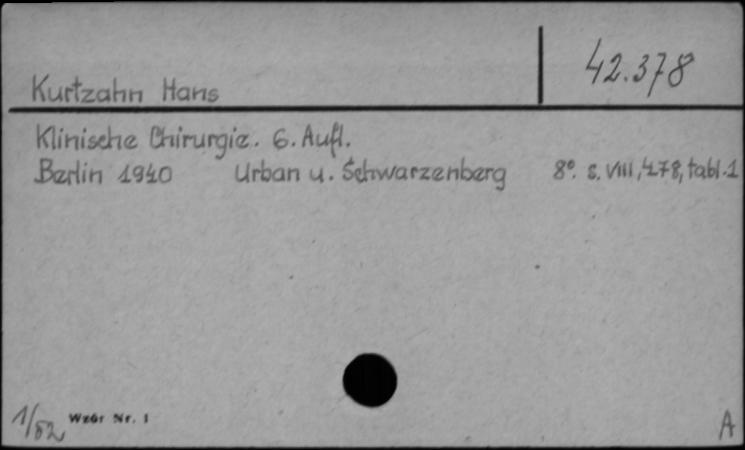 42.378
Kurtzahn Hans
Klinische Chirurgie. 6. Aufl.
Berlin 1940 Urban u. Schwarzenberg 8°. s. VIII, 478, tabl. 1
1/52 Wzór Nr. 1
A